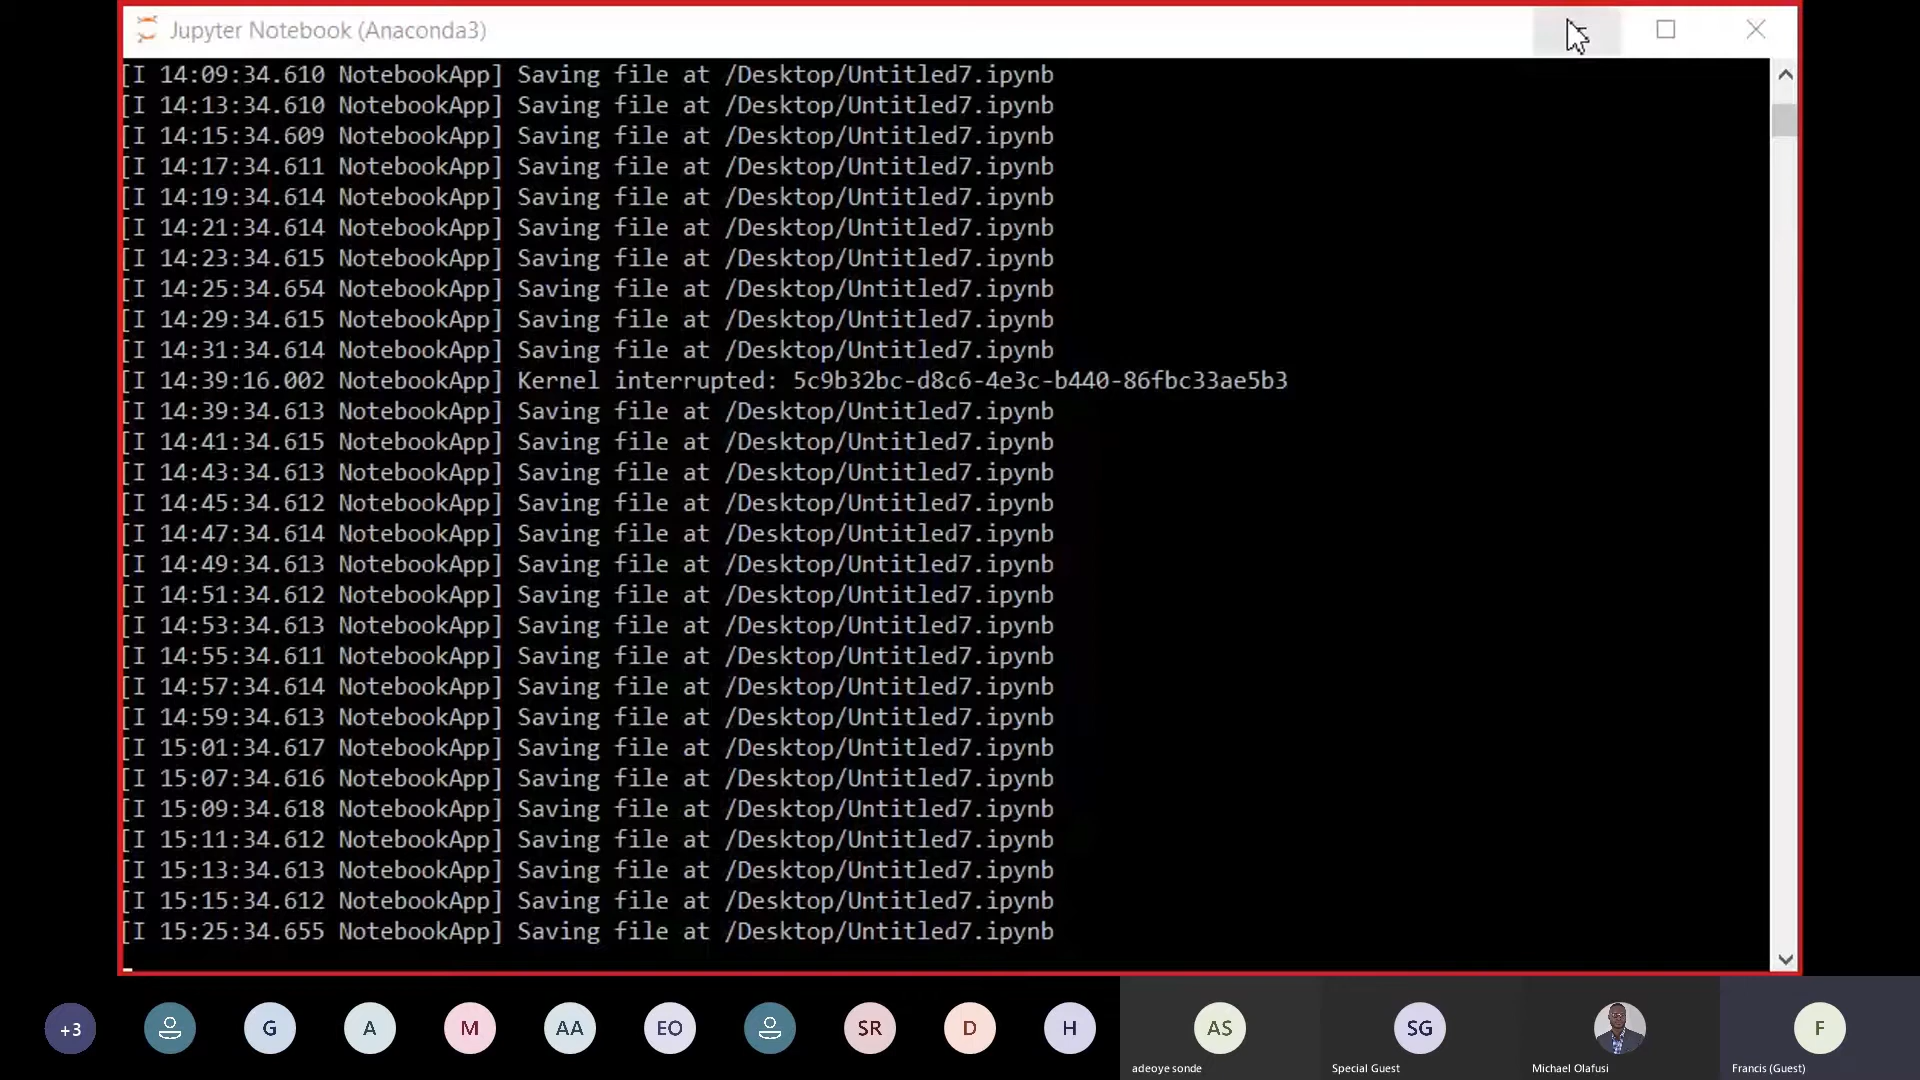 Jupyter Notebook (Anaconda3)
[I 14:09:34.610 NotebookApp] Saving file at /Desktop/Untitled7.ipynb
[I 14:13:34.610 NotebookApp] Saving file at /Desktop/Untitled7.ipynb
[I 14:15:34.609 NotebookApp] Saving file at /Desktop/Untitled7.ipynb
[I 14:17:34.611 NotebookApp] Saving file at /Desktop/Untitled7.ipynb
[I 14:19:34.614 NotebookApp] Saving file at /Desktop/Untitled7.ipynb
[I 14:21:34.614 NotebookApp] Saving file at /Desktop/Untitled7.ipynb
[I 14:23:34.615 NotebookApp] Saving file at /Desktop/Untitled7.ipynb
[I 14:25:34.654 NotebookApp] Saving file at /Desktop/Untitled7.ipynb
[I 14:29:34.615 NotebookApp] Saving file at /Desktop/Untitled7.ipynb
[I 14:31:34.614 NotebookApp] Saving file at /Desktop/Untitled7.ipynb
[I 14:39:16.002 NotebookApp] Kernel interrupted: 5c9b32bc-d8c6-4e3c-b440-86fbc33ae5b3
[I 14:39:34.613 NotebookApp] Saving file at /Desktop/Untitled7.ipynb
[I 14:41:34.615 NotebookApp] Saving file at /Desktop/Untitled7.ipynb
[I 14:43:34.613 NotebookApp] Saving file at /Desktop/Untitled7.ipynb
[I 14:45:34.612 NotebookApp] Saving file at /Desktop/Untitled7.ipynb
[I 14:47:34.614 NotebookApp] Saving file at /Desktop/Untitled7.ipynb
[I 14:49:34.613 NotebookApp] Saving file at /Desktop/Untitled7.ipynb
[I 14:51:34.612 NotebookApp] Saving file at /Desktop/Untitled7.ipynb
[I 14:53:34.613 NotebookApp] Saving file at /Desktop/Untitled7.ipynb
[I 14:55:34.611 NotebookApp] Saving file at /Desktop/Untitled7.ipynb
[I 14:57:34.614 NotebookApp] Saving file at /Desktop/Untitled7.ipynb
[I 14:59:34.613 NotebookApp] Saving file at /Desktop/Untitled7.ipynb
[I 15:01:34.617 NotebookApp] Saving file at /Desktop/Untitled7.ipynb
[I 15:07:34.616 NotebookApp] Saving file at /Desktop/Untitled7.ipynb
[I 15:09:34.618 NotebookApp] Saving file at /Desktop/Untitled7.ipynb
[I 15:11:34.612 NotebookApp] Saving file at /Desktop/Untitled7.ipynb
[I 15:13:34.613 NotebookApp] Saving file at /Desktop/Untitled7.ipynb
[I 15:15:34.612 NotebookApp] Saving file at /Desktop/Untitled7.ipynb
[I 15:25:34.655 NotebookApp] Saving file at /Desktop/Untitled7.ipynb
+3 G A M AA EO SR D H AS SG F
adeoye sonde Special Guest Michael Olafusi Francis (Guest)